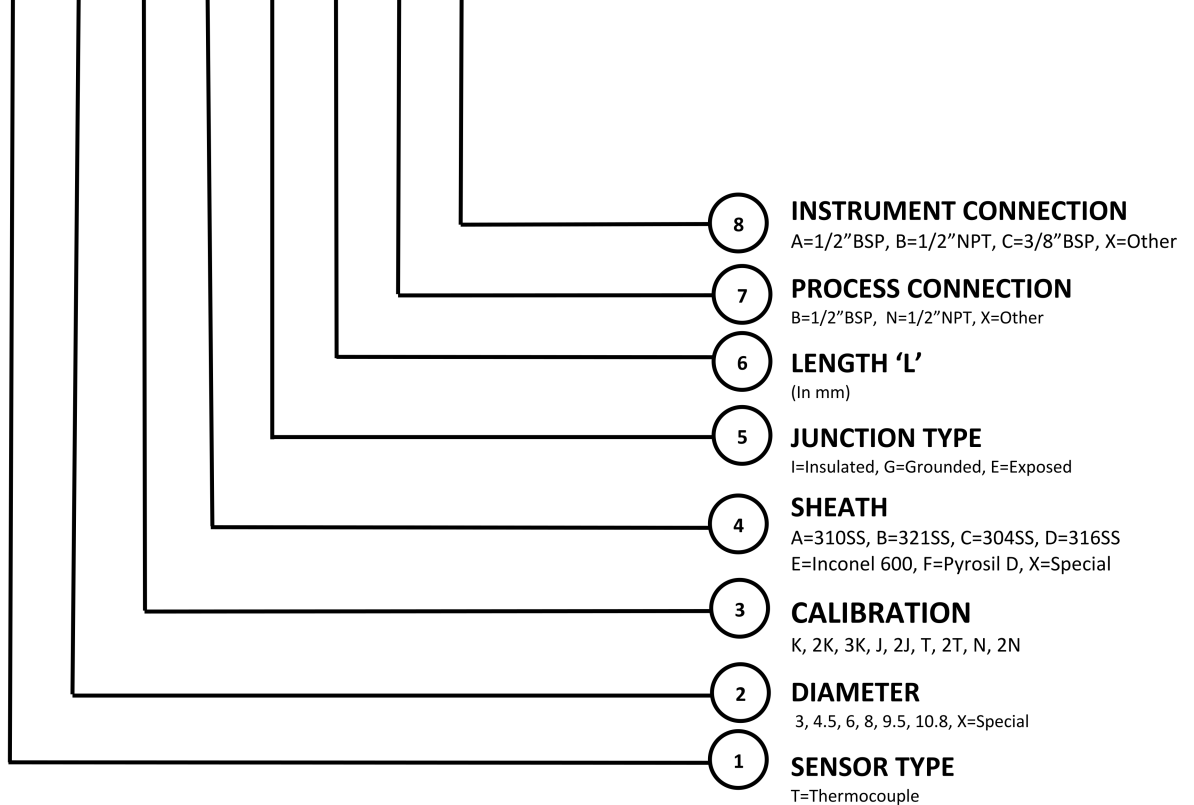 8
INSTRUMENT CONNECTION
A=1/2”BSP, B=1/2”NPT, C=3/8”BSP, X=Other
7
PROCESS CONNECTION
B=1/2”BSP, N=1/2”NPT, X=Other
6
LENGTH ‘L’
(In mm)
5
JUNCTION TYPE
I=Insulated, G=Grounded, E=Exposed
4
SHEATH
A=310SS, B=321SS, C=304SS, D=316SS
E=Inconel 600, F=Pyrosil D, X=Special
3
CALIBRATION
K, 2K, 3K, J, 2J, T, 2T, N, 2N
2
DIAMETER
3, 4.5, 6, 8, 9.5, 10.8, X=Special
1
SENSOR TYPE
T=Thermocouple